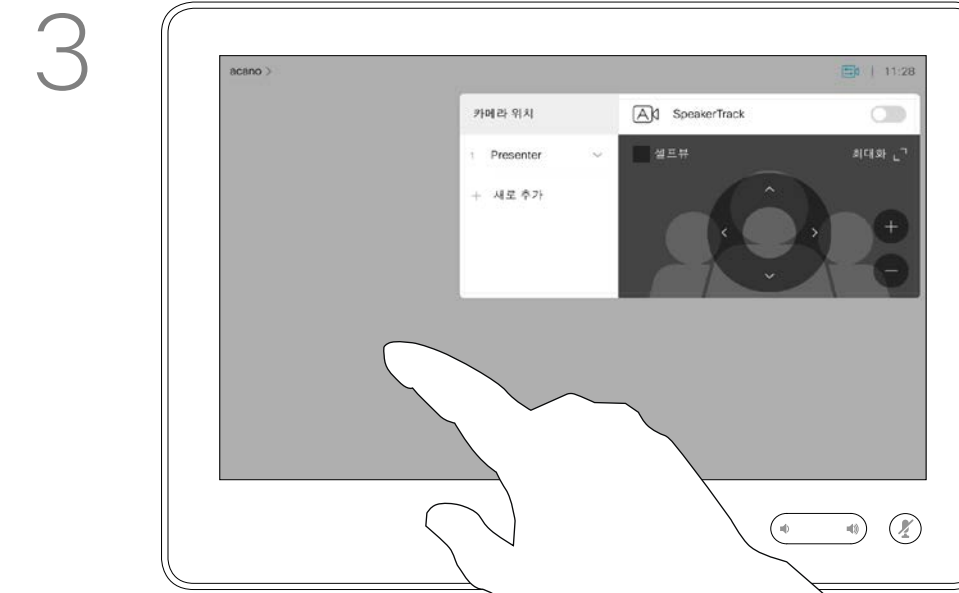 3
acano >
11:28
카메라 위치
SpeakerTrack
1 Presenter
셀프뷰
최대화
+ 새로 추가